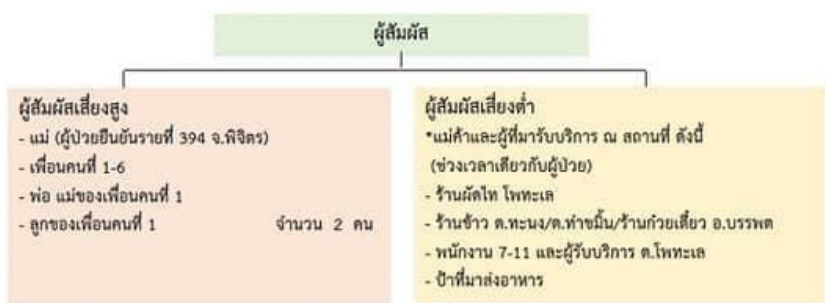 ผู้สัมผัส
ผู้สัมผัสเสี่ยงสูง
- แม่ (ผู้ป่วยยืนยันรายที่ 394 จ.พิจิตร)
- เพื่อนคนที่ 1-6
- พ่อ แม่ของเพื่อนคนที่ 1
- ลูกของเพื่อนคนที่ 1 จำนวน 2 คน
ผู้สัมผัสเสี่ยงต่ำ
*แม่ค้าและผู้ที่มารับบริการ ณ สถานที่ ดังนี้
(ช่วงเวลาเดียวกับผู้ป่วย)
- ร้านผัดไท โพทะเล
- ร้านข้าว ต.ทะนง/ต.ท่าขมิ้น/ร้านก๋วยเตี๋ยว อ.บรรพต
- พนักงาน 7-11 และผู้รับบริการ ต.โพทะเล
- ป้าที่มาส่งอาหาร